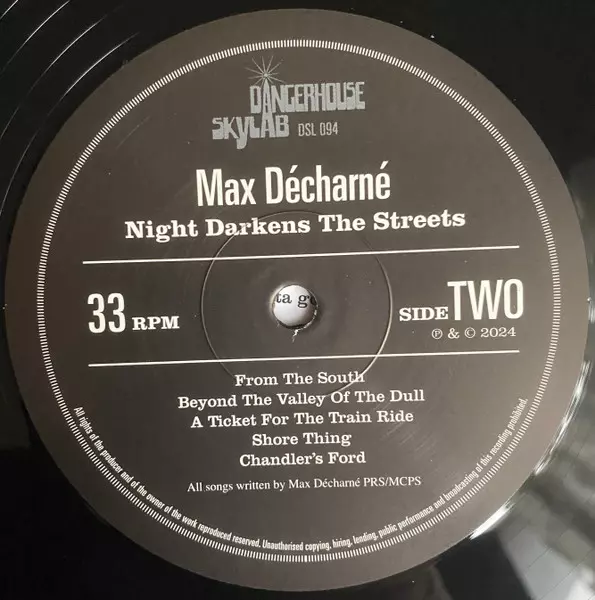 DANGERHOUSE
SKYLAB DSL 094
Max Décharné
Night Darkens The Streets
33 RPM
SIDE TWO
℗ & © 2024
ta go
From The South
Beyond The Valley Of The Dull
A Ticket For The Train Ride
Shore Thing
Chandler's Ford
All songs written by Max Décharné PRS/MCPS
All rights of the producer and of the owner of the work reproduced reserved. Unauthorised copying, hiring, lending, public performance and broadcasting of this recording prohibited.